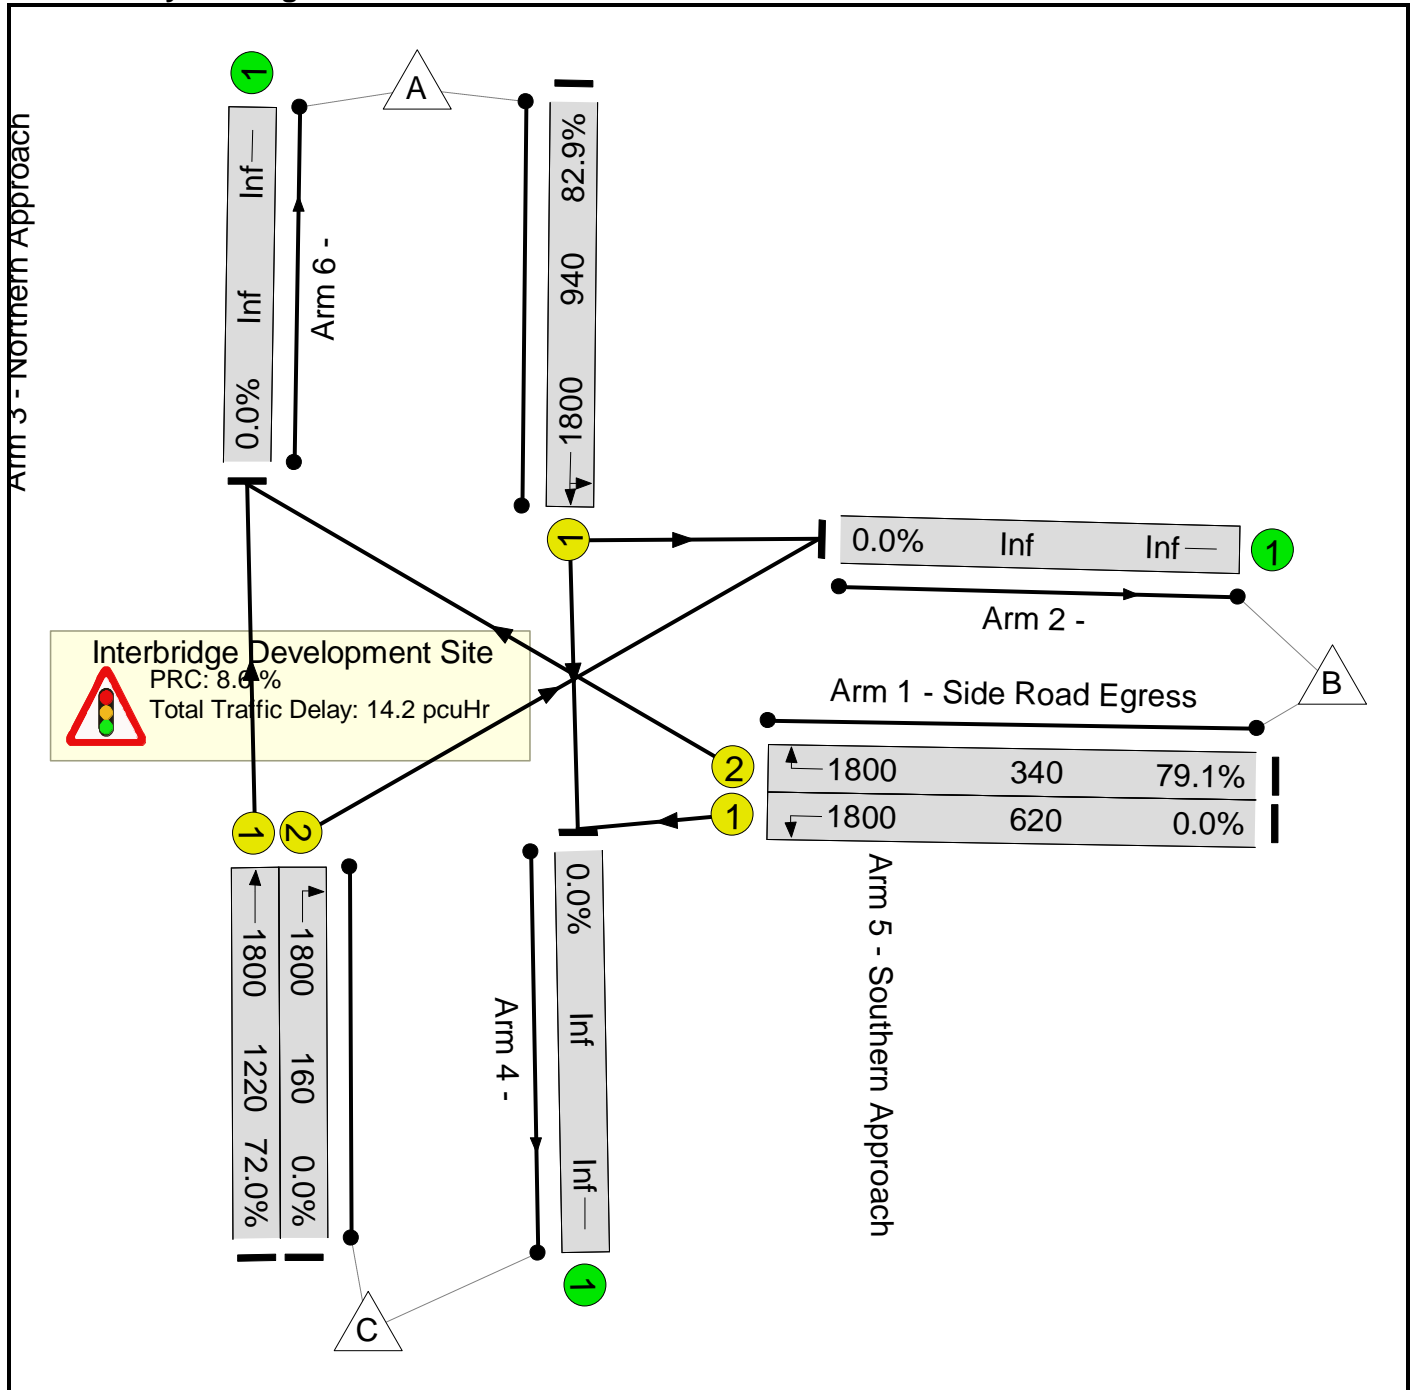 A
1
Inf
Inf
0.0%
Arm 6 -
82.9%
940
1800
Arm 3 - Northern Approach
1
0.0% Inf Inf
1
Arm 2 -
B
Arm 1 - Side Road Egress
Interbridge Development Site
PRC: 8.6 %
Total Traffic Delay: 14.2 pcuHr
2
1800 340 79.1%
1
1800 620 0.0%
1
2
1800 1220 72.0%
1800 160 0.0%
Arm 4 -
0.0% Inf Inf
Arm 5 - Southern Approach
1
C